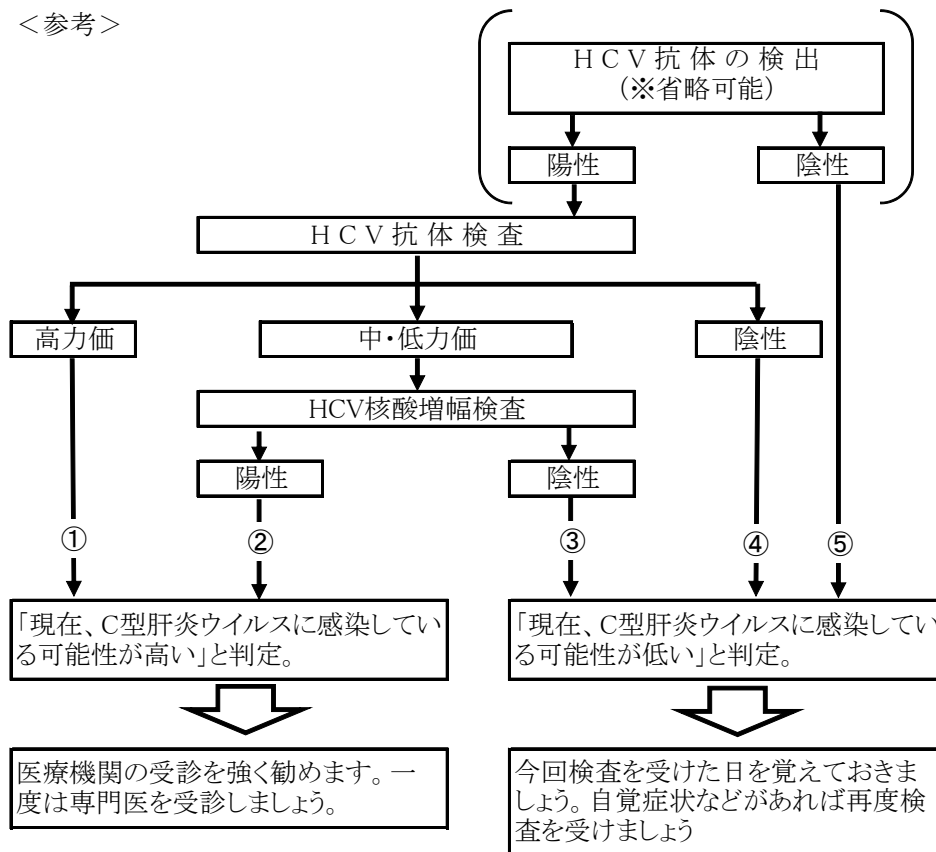 ＜参考＞
ＨＣＶ抗体の検出
（※省略可能）
陽性
陰性
ＨＣＶ抗体検査
高力価
中・低力価
陰性
HCV核酸増幅検査
陽性
陰性
①
②
③
④
⑤
「現在、C型肝炎ウイルスに感染してい
る可能性が高い」と判定。
「現在、C型肝炎ウイルスに感染してい
る可能性が低い」と判定。
医療機関の受診を強く勧めます。一
度は専門医を受診しましょう。
今回検査を受けた日を覚えておきま
しょう。自覚症状などがあれば再度検
査を受けましょう